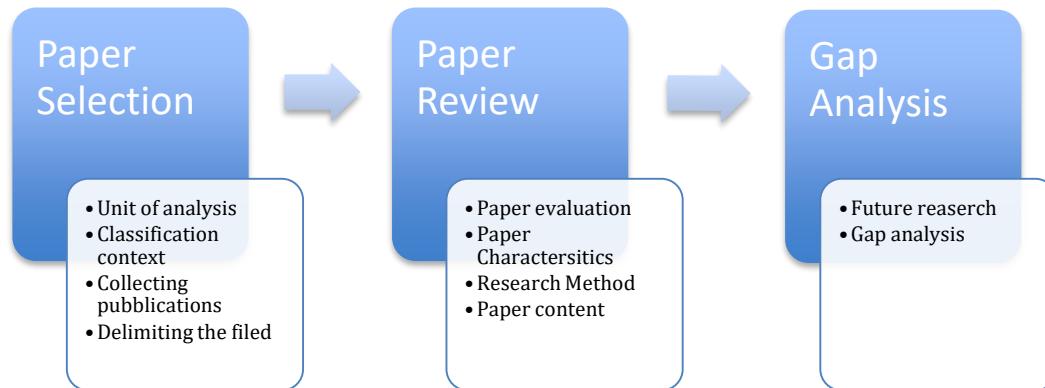 Paper
Selection
• Unit of analysis
• Classification
context
• Collecting
pubblications
• Delimiting the filed
Paper
Review
• Paper evaluation
• Paper
Charactersitics
• Research Method
• Paper content
Gap
Analysis
• Future reaserch
• Gap analysis